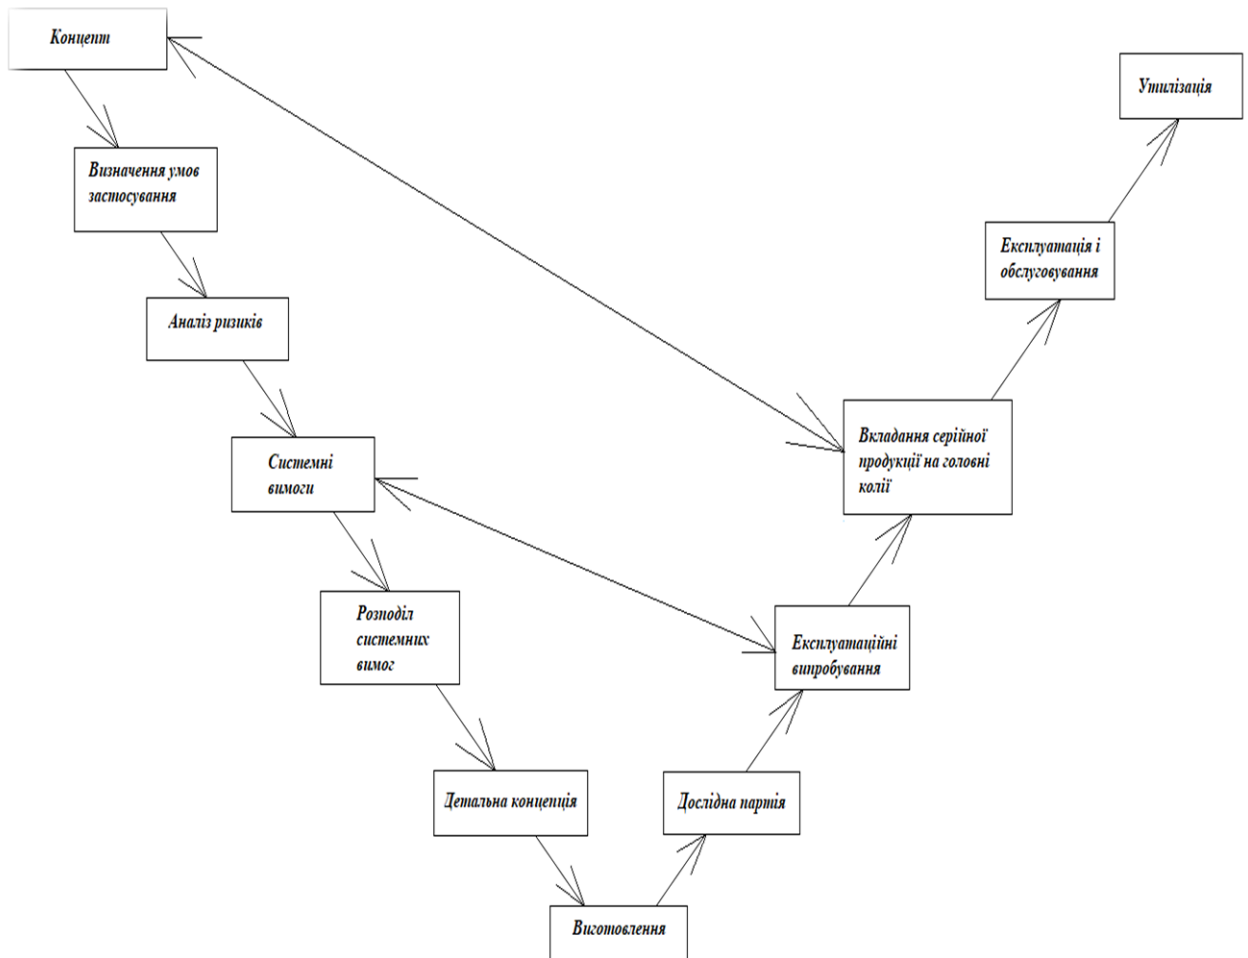 Концепт
Утилізація
Визначення умов
застосування
Експлуатація і
обслуговування
Аналіз ризиків
Вкладання серійної
продукції на головні
колії
Системні
вимоги
Розподіл
системних
вимог
Експлуатаційні
випробування
Детальна концепція
Дослідна партія
Виготовлення